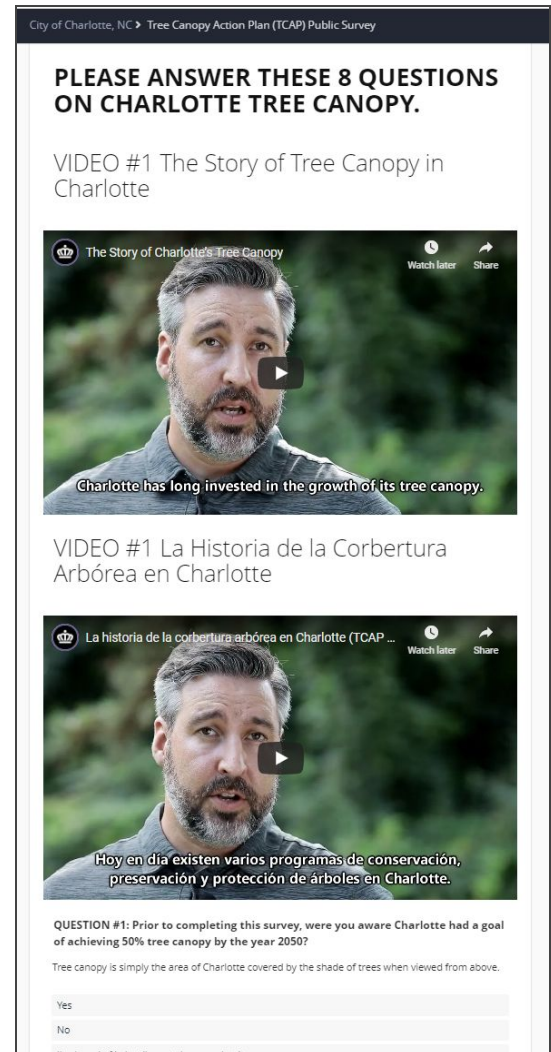 City of Charlotte, NC > Tree Canopy Action Plan (TCAP) Public Survey
PLEASE ANSWER THESE 8 QUESTIONS
ON CHARLOTTE TREE CANOPY.
VIDEO #1 The Story of Tree Canopy in
Charlotte
The Story of Charlotte's Tree Canopy
Watch later Share
Charlotte has long invested in the growth of its tree canopy.
VIDEO #1 La Historia de la Corbertura
Arbórea en Charlotte
La historia de la corbertura arbórea en Charlotte (TCAP ...
Watch later Share
Hoy en día existen varios programas de conservación,
preservación y protección de árboles en Charlotte.
QUESTION #1: Prior to completing this survey, were you aware Charlotte had a goal
of achieving 50% tree canopy by the year 2050?
Tree canopy is simply the area of Charlotte covered by the shade of trees when viewed from above.
Yes
No